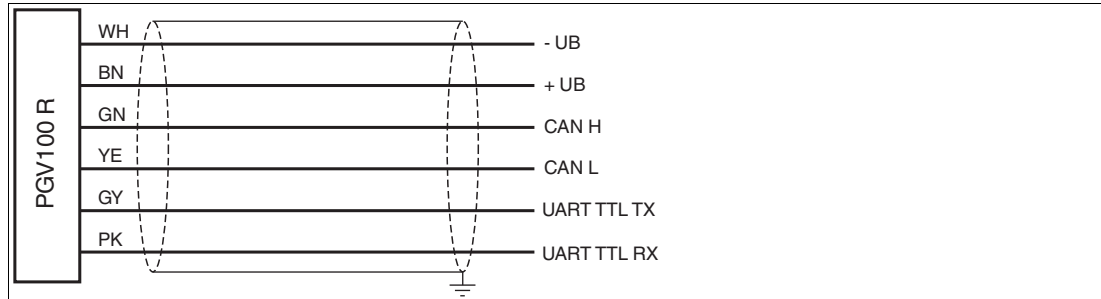 PGV100 R
WH - UB
BN + UB
GN CAN H
YE CAN L
GY UART TTL TX
PK UART TTL RX